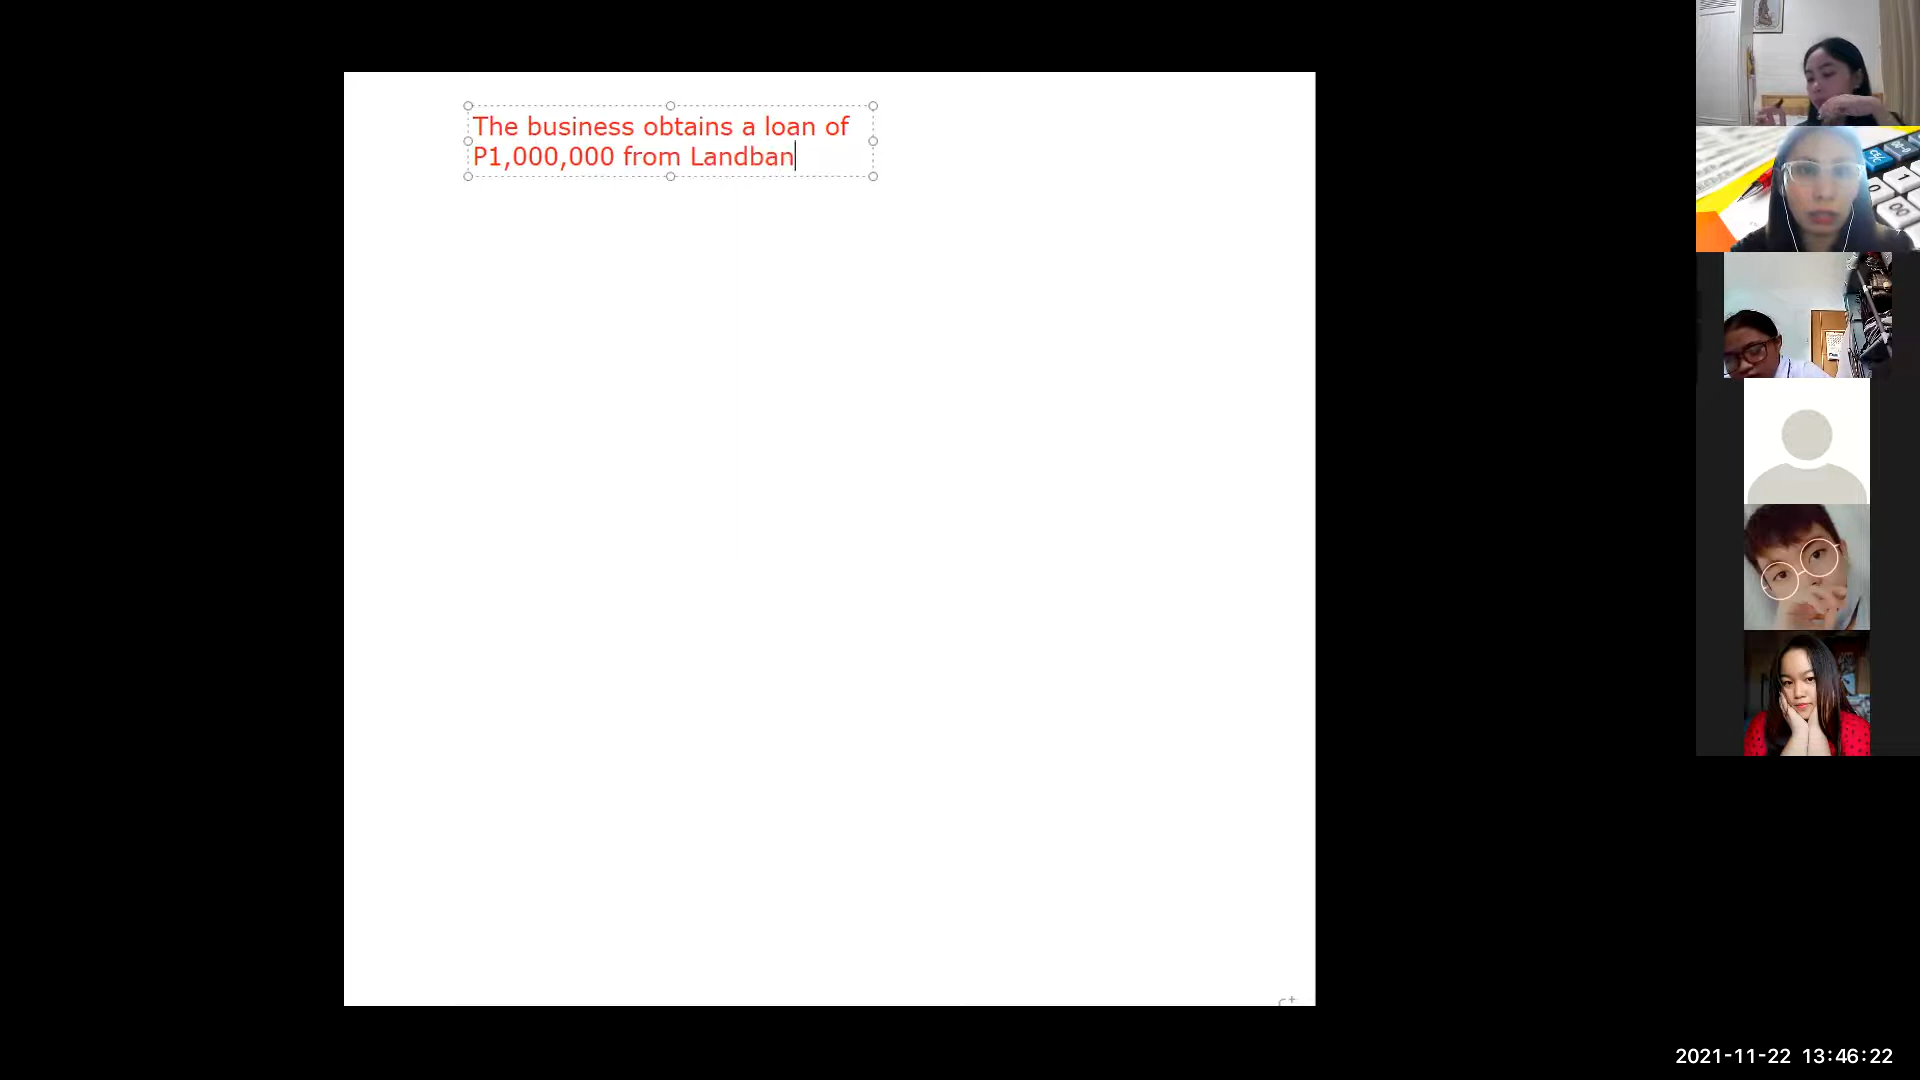 The business obtains a loan of
P1,000,000 from Landban
2021-11-22 13:46:22